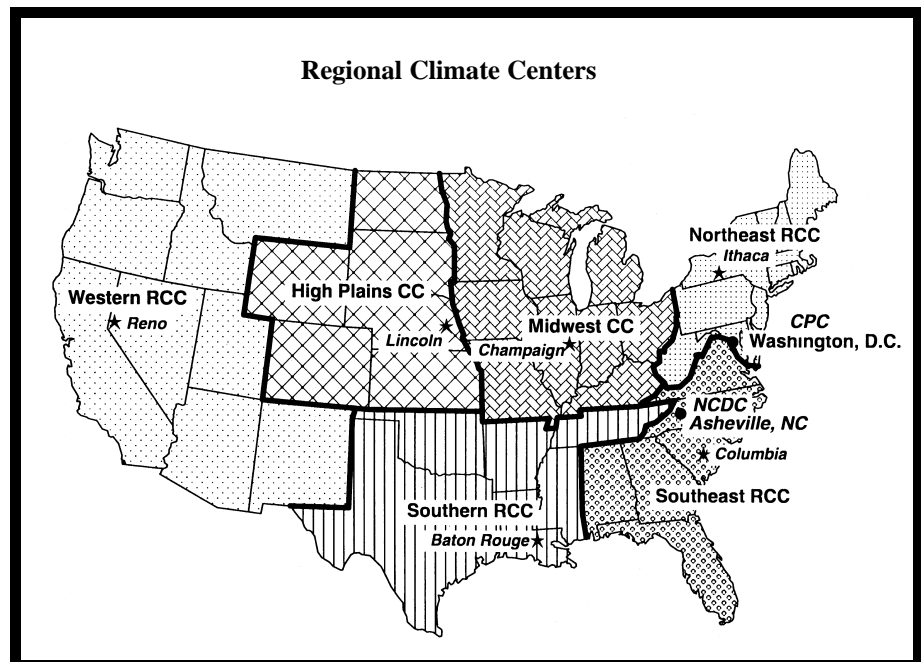 Regional Climate Centers
Northeast RCC
Ithaca
Western RCC
Reno
High Plains CC
Lincoln
Midwest CC
Champaign
CPC
Washington, D.C.
NCDC
Asheville, NC
Columbia
Southeast RCC
Southern RCC
Baton Rouge